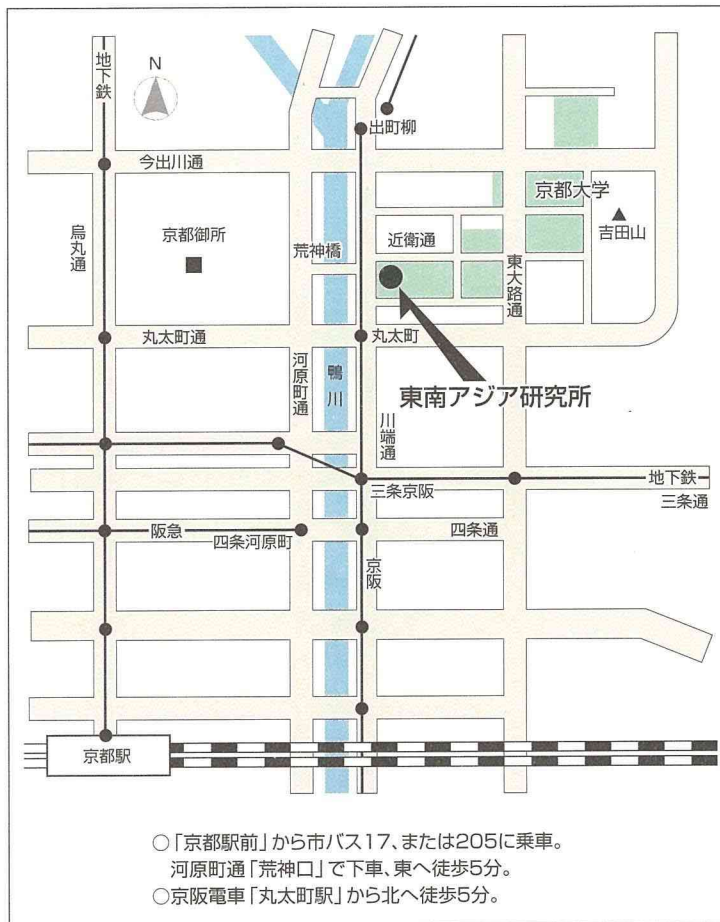 地下鉄
N
出町柳
今出川通
京都大学
烏丸通
京都御所
荒神橋
近衛通
吉田山
東大路通
丸太町通
丸太町
河原町通
鴨川
東南アジア研究所
川端通
地下鉄
三条京阪
三条通
阪急
四条河原町
四条通
京阪
京都駅
○「京都駅前」から市バス17、または205に乗車。
河原町通「荒神口」で下車、東へ徒歩5分。
○京阪電車「丸太町駅」から北へ徒歩5分。